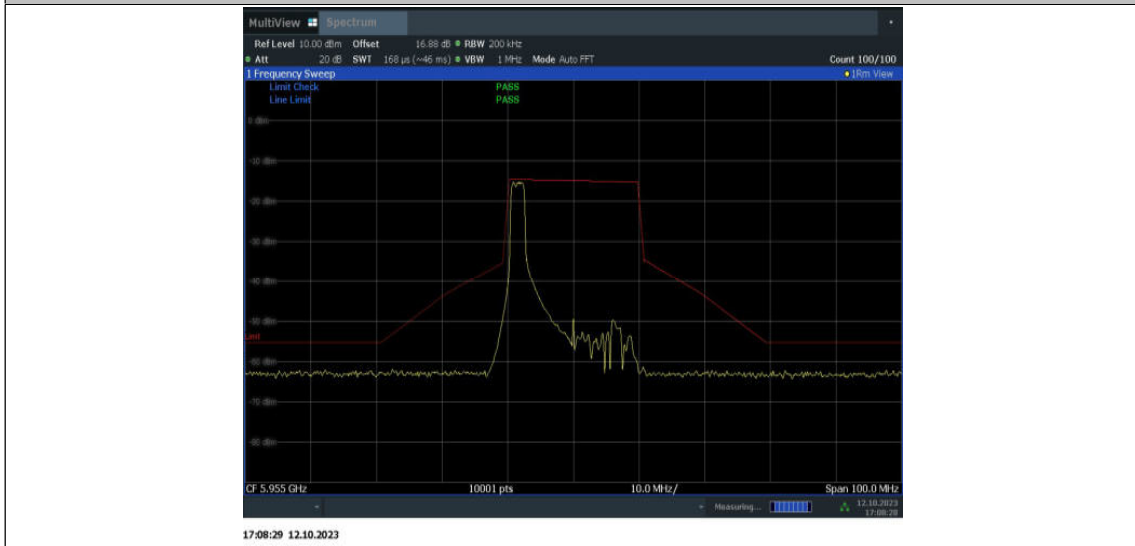 MultiView Spectrum
Ref Level 10.00 dBm Offset 16.88 dB RBW 200 kHz
Att 20 dB SWT 168 µs (~46 ms) VBW 1 MHz Mode Auto FFT Count 100/100
1 Frequency Sweep 1Rm View
Limit Check PASS
Line Limit PASS
0 dBm
-10 dBm
-20 dBm
-30 dBm
-40 dBm
-50 dBm
-60 dBm
-70 dBm
-80 dBm
CF 5.955 GHz 10001 pts 10.0 MHz/ Span 100.0 MHz
Measuring... 12.10.2023
17:08:28
17:08:29 12.10.2023